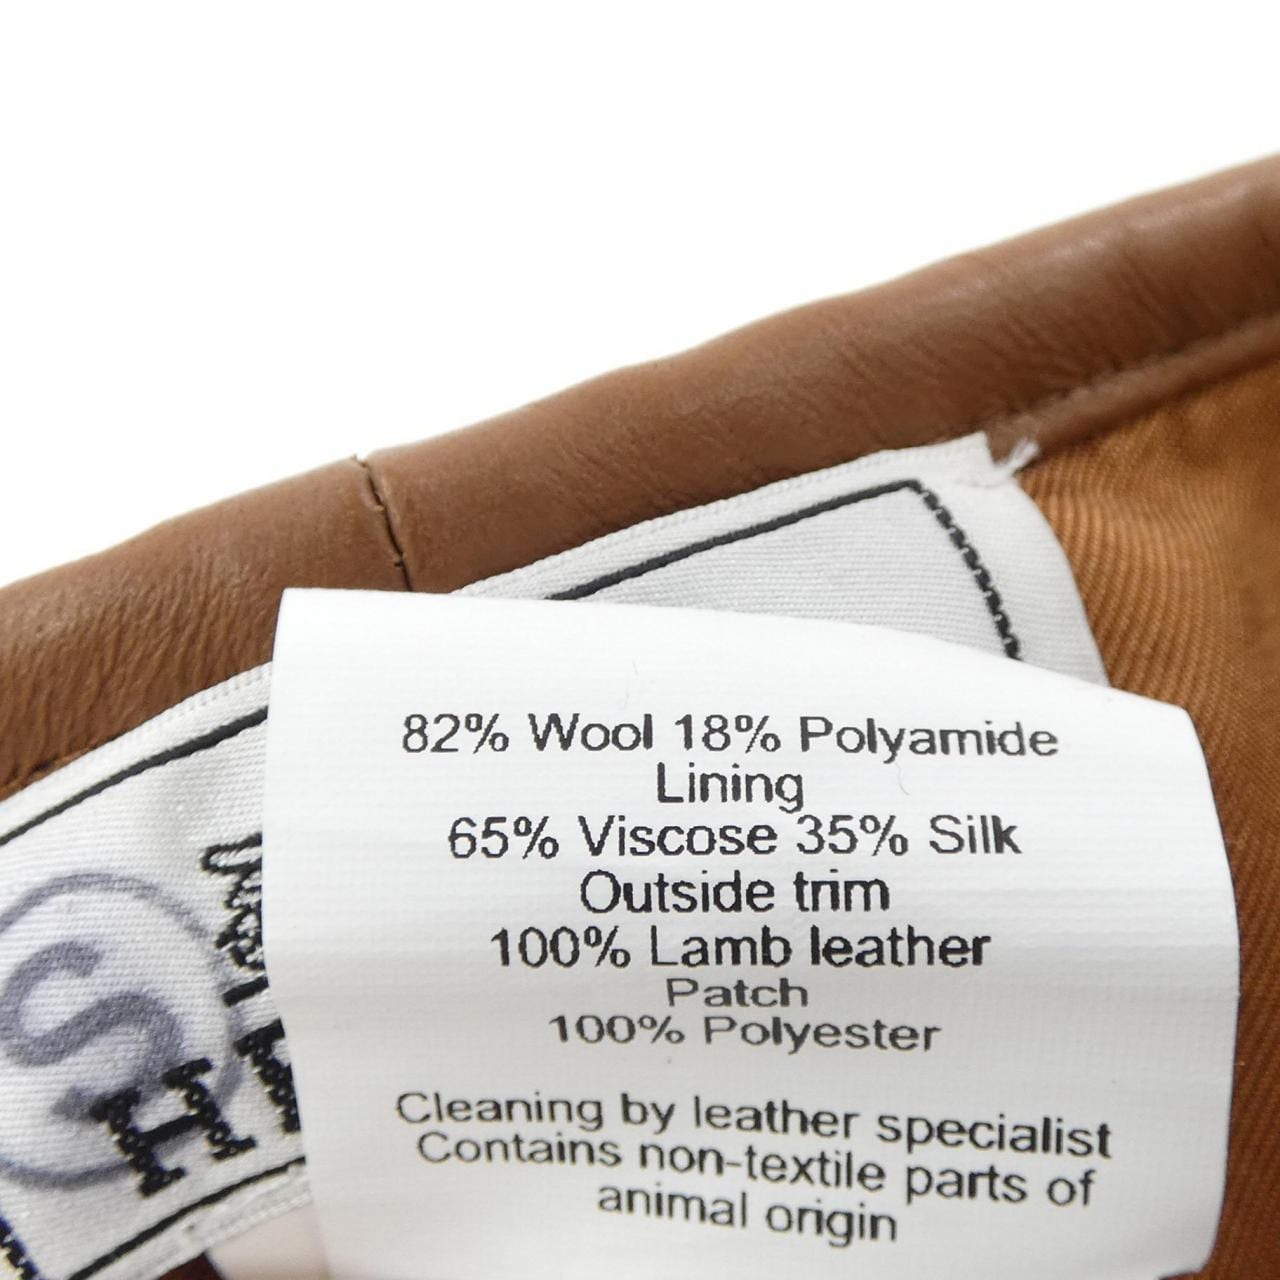 82% Wool 18% Polyamide
Lining
65% Viscose 35% Silk
Outside trim
100% Lamb leather
Patch
100% Polyester
Cleaning by leather specialist
Contains non-textile parts of
animal origin